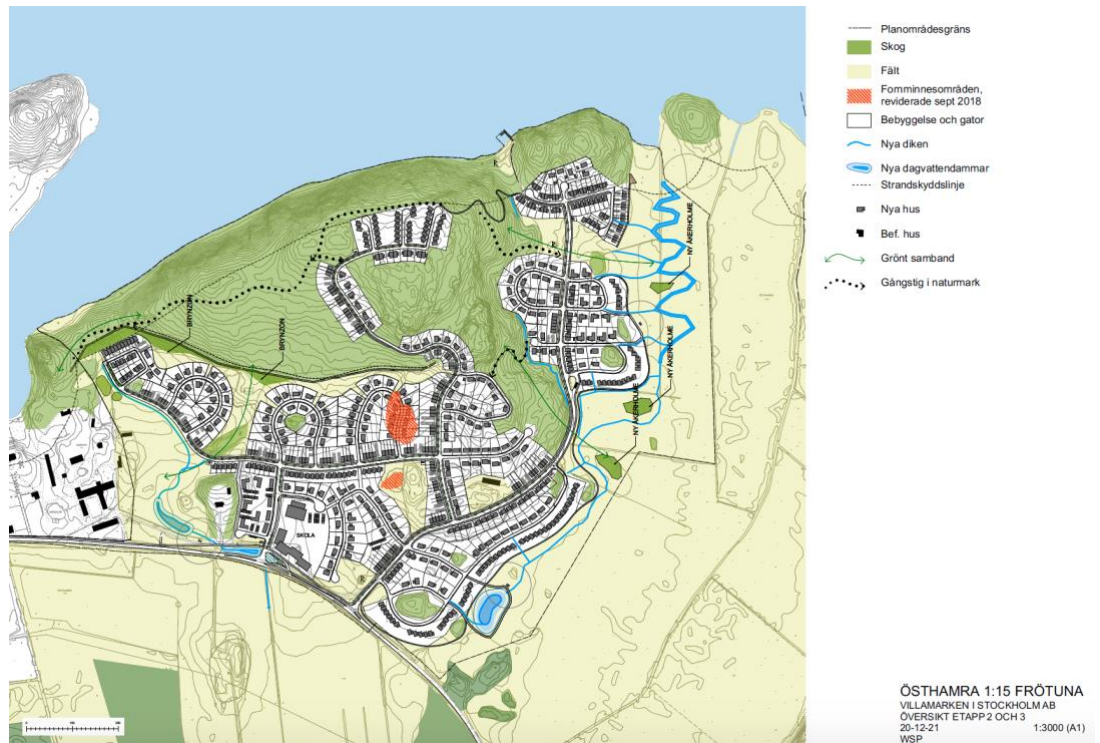 Planområdesgräns
Skog
Fält
Fornminnesområden,
reviderade sept 2018
Bebyggelse och gator
Nya diken
Nya dagvattendammar
Strandskyddslinje
Nya hus
Bef. hus
Grönt samband
Gångstig i naturmark
BRYNZON
BRYNZON
NY ÅKERHOLME
NY ÅKERHOLME
NY ÅKERHOLME
SKOLA
ÖSTHAMRA 1:15 FRÖTUNA
VILLAMARKEN I STOCKHOLM AB
ÖVERSIKT ETAPP 2 OCH 3
20-12-21 1:3000 (A1)
WSP